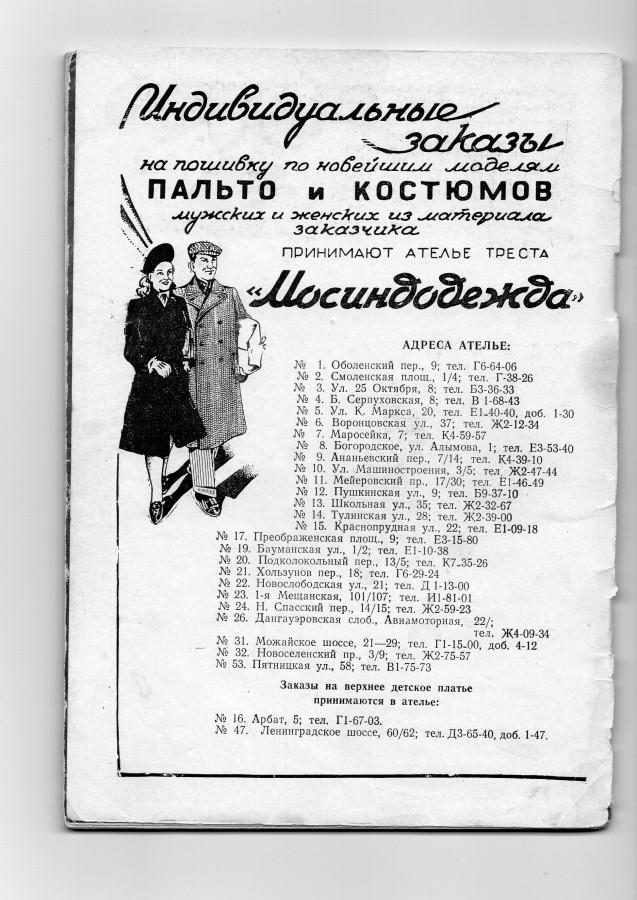 Индивидуальные
заказы
на пошивку по новейшим моделям
ПАЛЬТО и КОСТЮМОВ
мужских и женских из материала
заказчика
ПРИНИМАЮТ АТЕЛЬЕ ТРЕСТА
„Мосиндодежда"
АДРЕСА АТЕЛЬЕ:
№ 1. Оболенский пер., 9; тел. Г6-64-06
№ 2. Смоленская площ., 1/4; тел. Г-38-26
№ 3. Ул. 25 Октября, 8; тел. Б3-36-33
№ 4. Б. Серпуховская, 8; тел. В 1-68-43
№ 5. Ул. К. Маркса, 20, тел. Е1-40-40, доб. 1-30
№ 6. Воронцовская ул., 37; тел. Ж2-12-34
№ 7. Маросейка, 7; тел. К4-59-57
№ 8. Богородское, ул. Алымова, 1; тел. Е3-53-40
№ 9. Ананьевский пер., 7/14; тел. К4-39-10
№ 10. Ул. Машиностроения, 3/5; тел. Ж2-47-44
№ 11. Мейеровский пр., 17/30; тел. Е1-46-49
№ 12. Пушкинская ул., 9; тел. Б9-37-10
№ 13. Школьная ул., 35; тел. Ж2-32-67
№ 14. Тулинская ул., 28; тел. Ж2-39-00
№ 15. Краснопрудная ул., 22; тел. Е1-09-18
№ 17. Преображенская площ., 9; тел. Е3-15-80
№ 19. Бауманская ул., 1/2; тел. Е1-10-38
№ 20. Подколокольный пер., 13/5; тел. К7-35-26
№ 21. Хользунов пер., 18; тел. Г6-29-24
№ 22. Новослободская ул., 21; тел. Д 1-13-00
№ 23. 1-я Мещанская, 101/107; тел. И1-81-01
№ 24. Н. Спасский пер., 14/15; тел. Ж2-59-23
№ 26. Дангауэровская слоб., Авиамоторная, 22/;
тел. Ж4-09-34
№ 31. Можайское шоссе, 21—29; тел. Г1-15-00, доб. 4-12
№ 32. Новоселенский пр., 3/9; тел. Ж2-75-57
№ 53. Пятницкая ул., 58; тел. В1-75-73
Заказы на верхнее детское платье
принимаются в ателье:
№ 16. Арбат, 5; тел. Г1-67-03.
№ 47. Ленинградское шоссе, 60/62; тел. Д3-65-40, доб. 1-47.